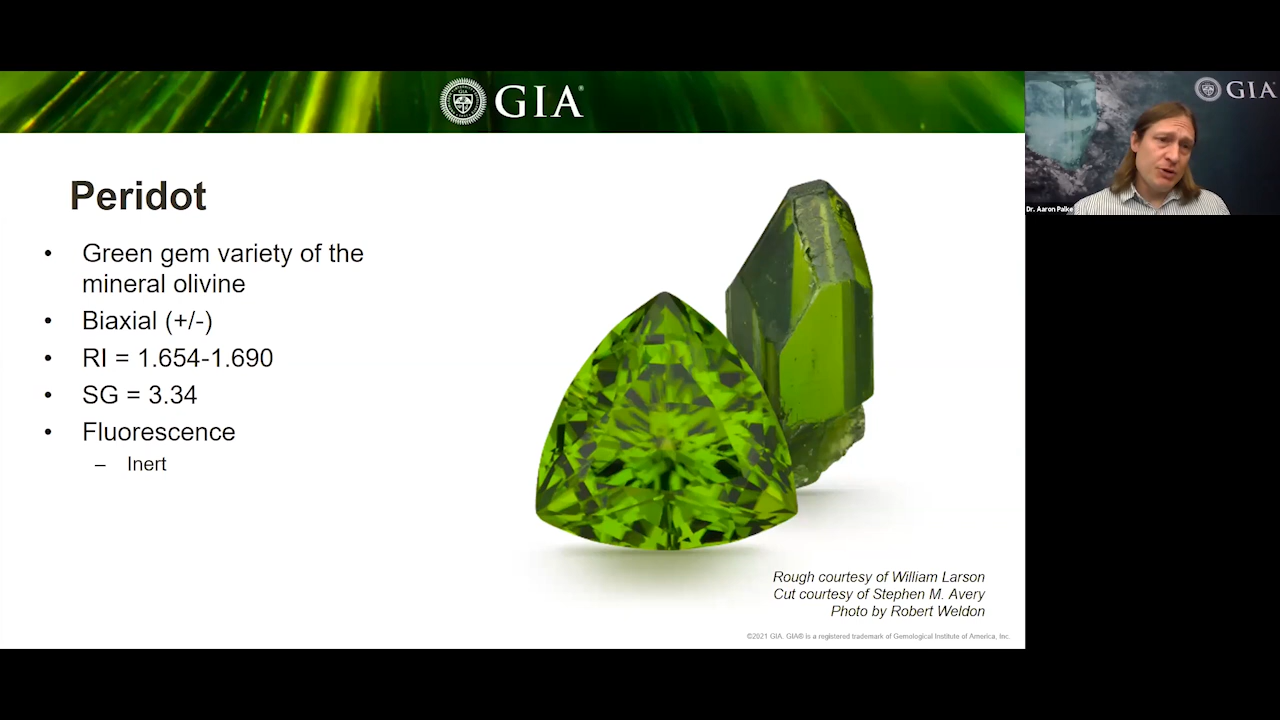 GIA®
GIA
Peridot
Dr. Aaron Palke
• Green gem variety of the
mineral olivine
• Biaxial (+/-)
• RI = 1.654-1.690
• SG = 3.34
• Fluorescence
– Inert
Rough courtesy of William Larson
Cut courtesy of Stephen M. Avery
Photo by Robert Weldon
©2021 GIA. GIA® is a registered trademark of Gemological Institute of America, Inc.